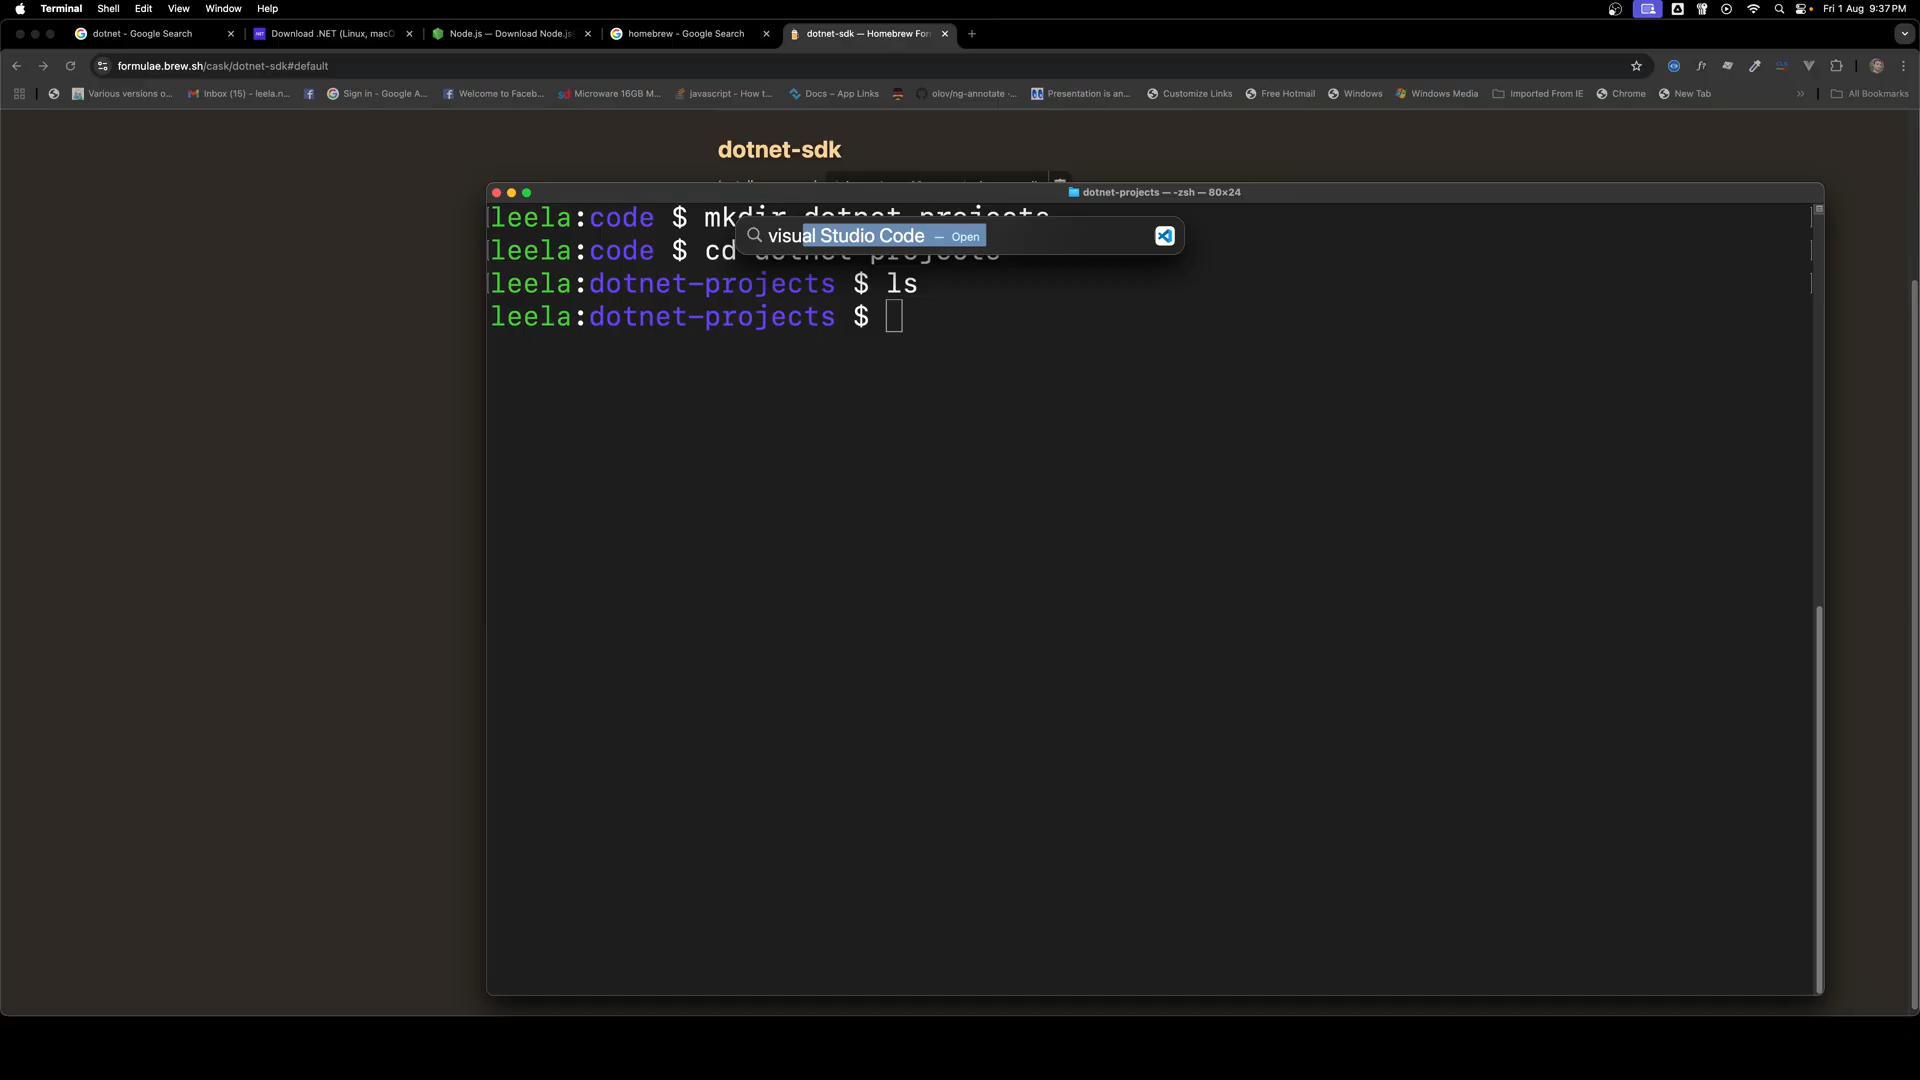 Terminal Shell Edit View Window Help Fri 1 Aug 9:37 PM
dotnet - Google Search
Download .NET (Linux, macO
Node.js — Download Node.js
homebrew - Google Search
dotnet-sdk — Homebrew For
formulae.brew.sh/cask/dotnet-sdk#default
Various versions o...
Inbox (15) - leela.n...
Sign in - Google A...
Welcome to Faceb...
Microware 16GB M...
javascript - How t...
Docs – App Links
olov/ng-annotate -...
Presentation is an...
Customize Links
Free Hotmail
Windows
Windows Media
Imported From IE
Chrome
New Tab
All Bookmarks
dotnet-sdk
dotnet-projects — -zsh — 80×24
leela:code $ mkdir dotnet-projects
visual Studio Code — Open
leela:code $ cd dotnet-projects
leela:dotnet-projects $ ls
leela:dotnet-projects $